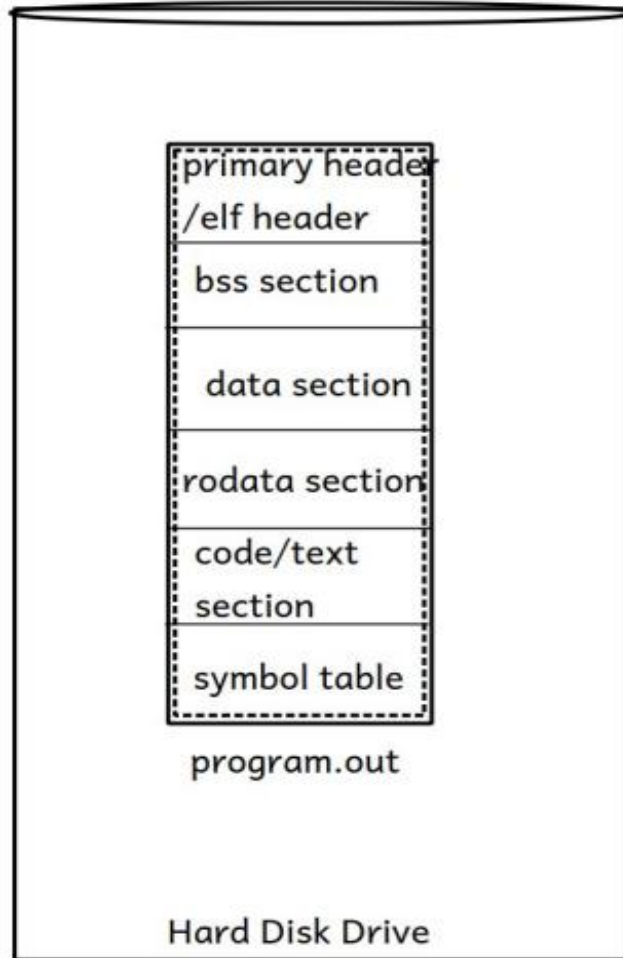 primary header
/elf header
bss section
data section
rodata section
code/text
section
symbol table
program.out
Hard Disk Drive